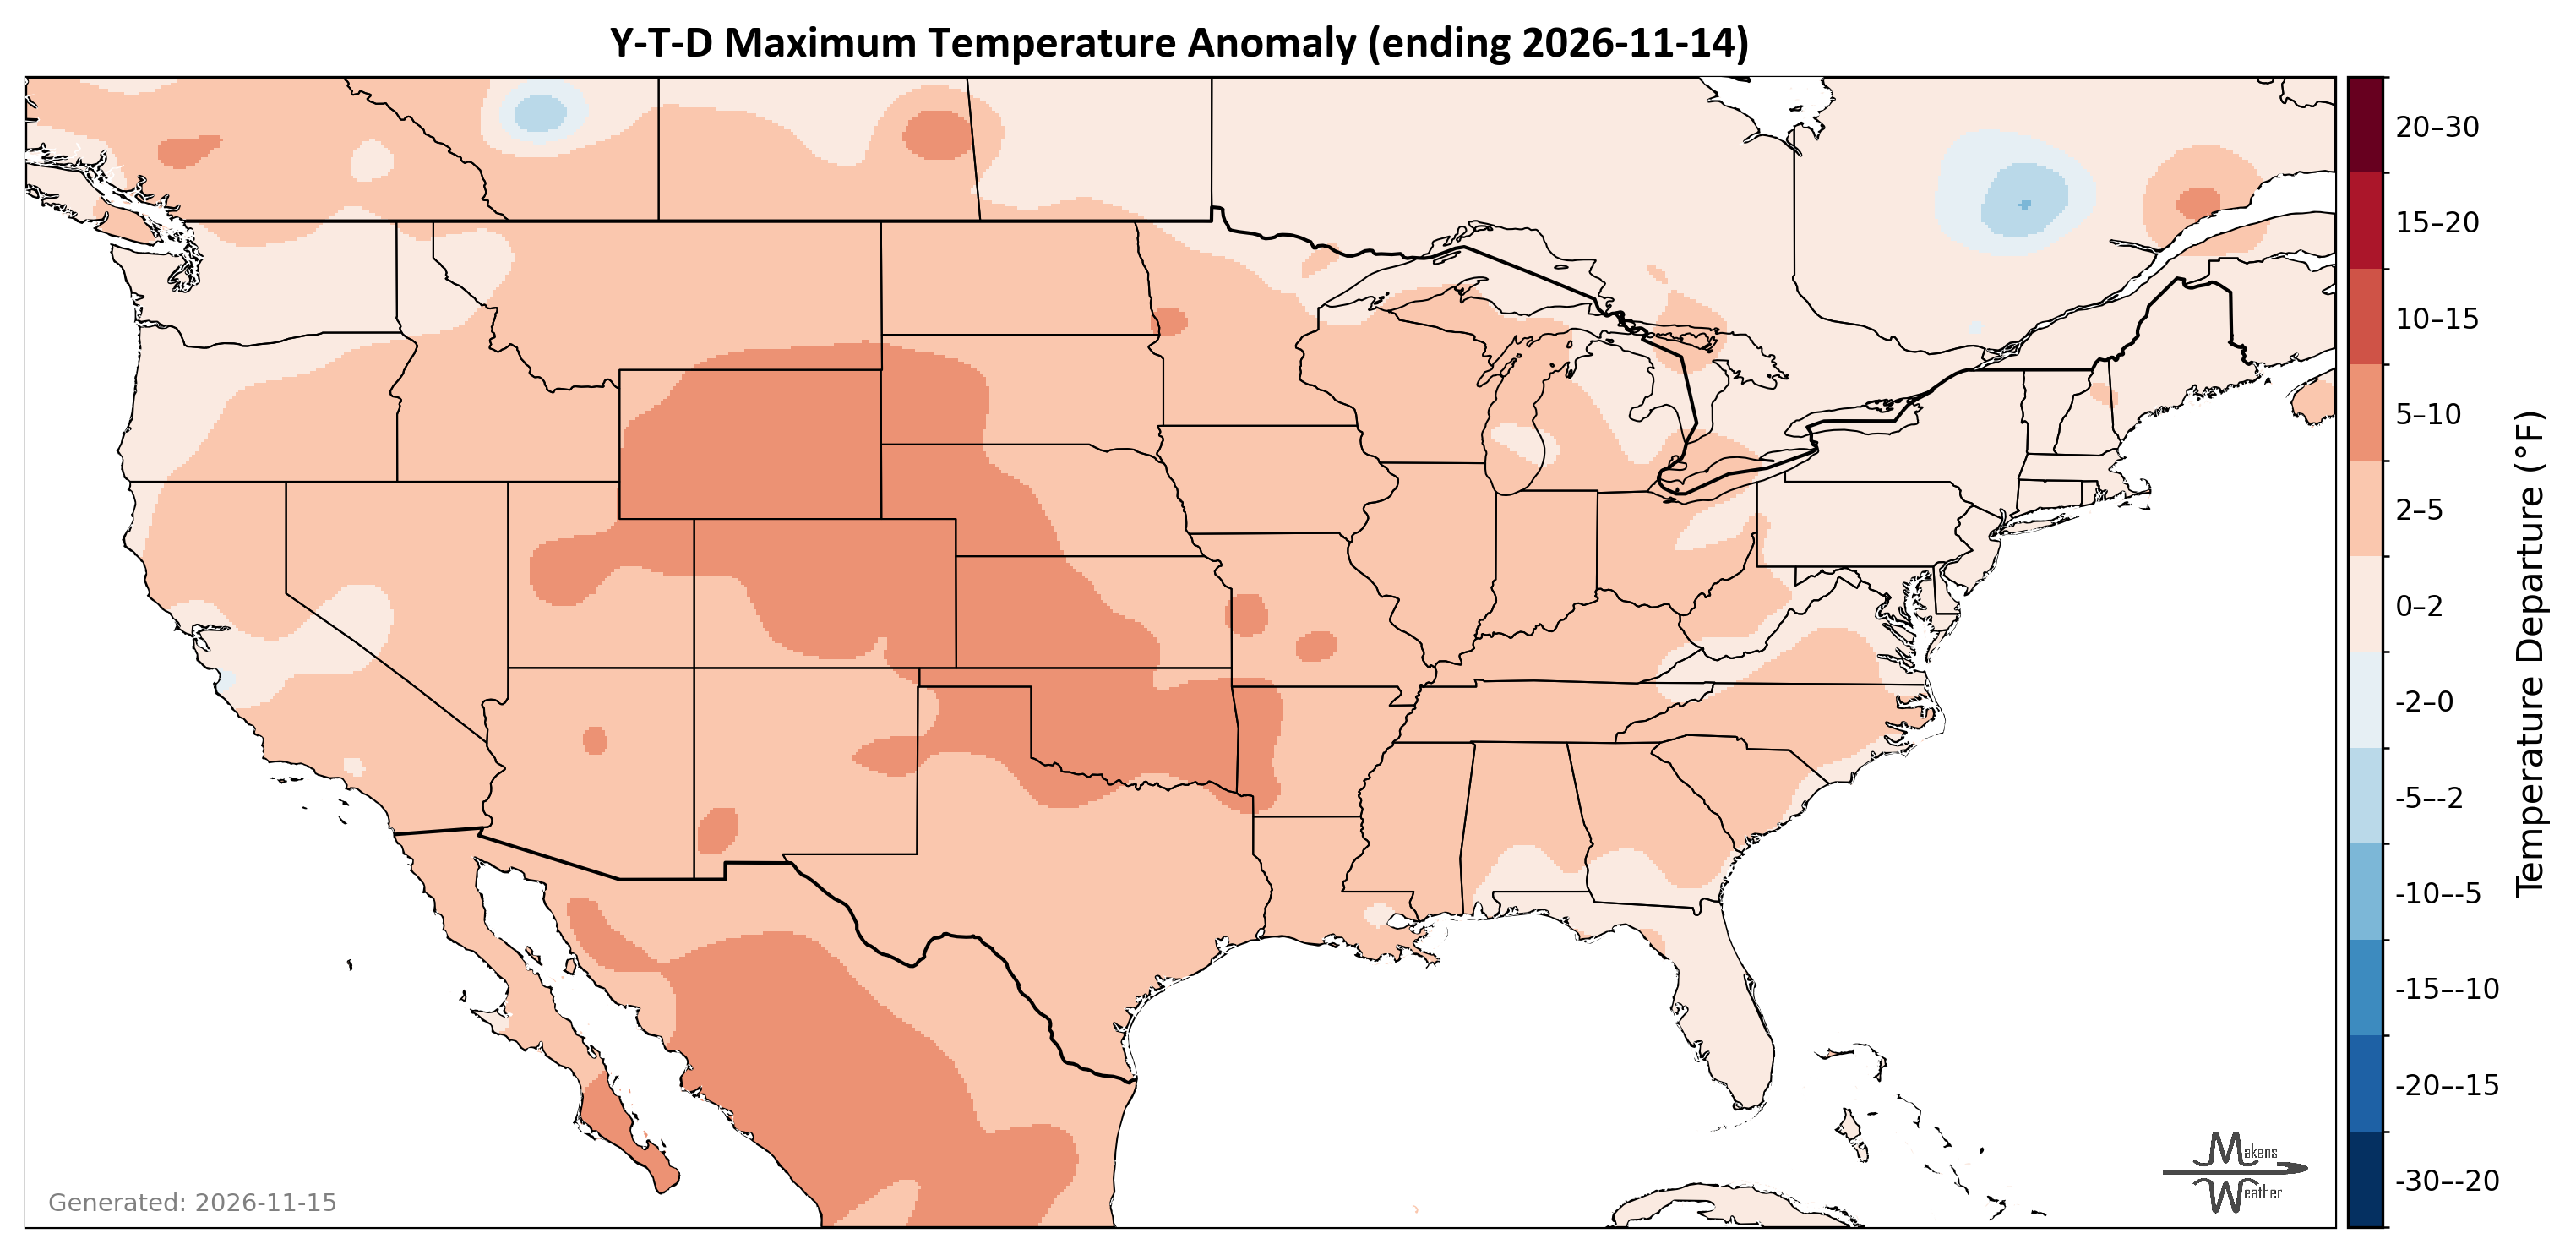 Y-T-D Maximum Temperature Anomaly (ending 2026-11-14)
20–30
15–20
10–15
5–10
2–5
0–2
-2–0
-5–-2
-10–-5
-15–-10
-20–-15
-30–-20
Temperature Departure (°F)
Generated: 2026-11-15
Makens
Weather